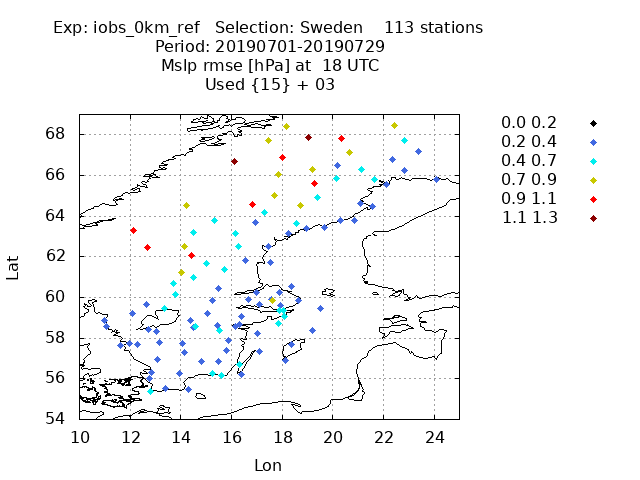 Exp: iobs_0km_ref   Selection: Sweden    113 stations
Period: 20190701-20190729
Mslp rmse [hPa] at  18 UTC
Used {15} + 03
0.0 0.2
0.2 0.4
0.4 0.7
0.7 0.9
0.9 1.1
1.1 1.3
68
66
64
62
60
58
56
54
Lat
10 12 14 16 18 20 22 24
Lon